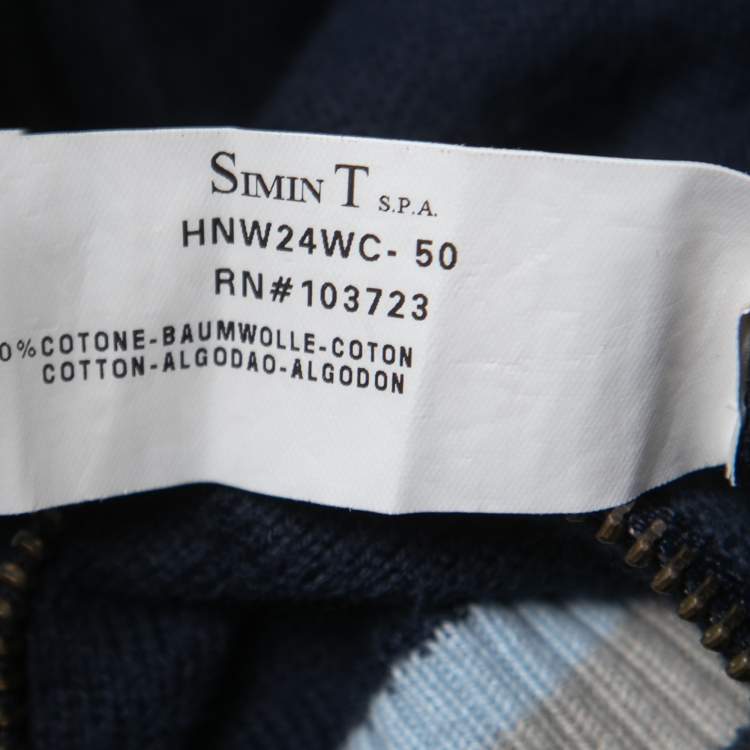 SIMIN T S.P.A.
HNW24WC- 50
RN#103723
0%COTONE-BAUMWOLLE-COTON
COTTON-ALGODAO-ALGODON